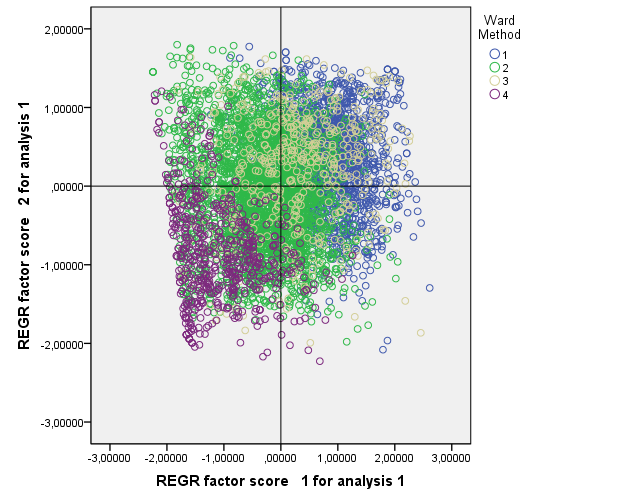 Ward
Method
1
2
3
4
2,00000
1,00000
,00000
-1,00000
-2,00000
-3,00000
REGR factor score 2 for analysis 1
-3,00000 -2,00000 -1,00000 ,00000 1,00000 2,00000 3,00000
REGR factor score 1 for analysis 1